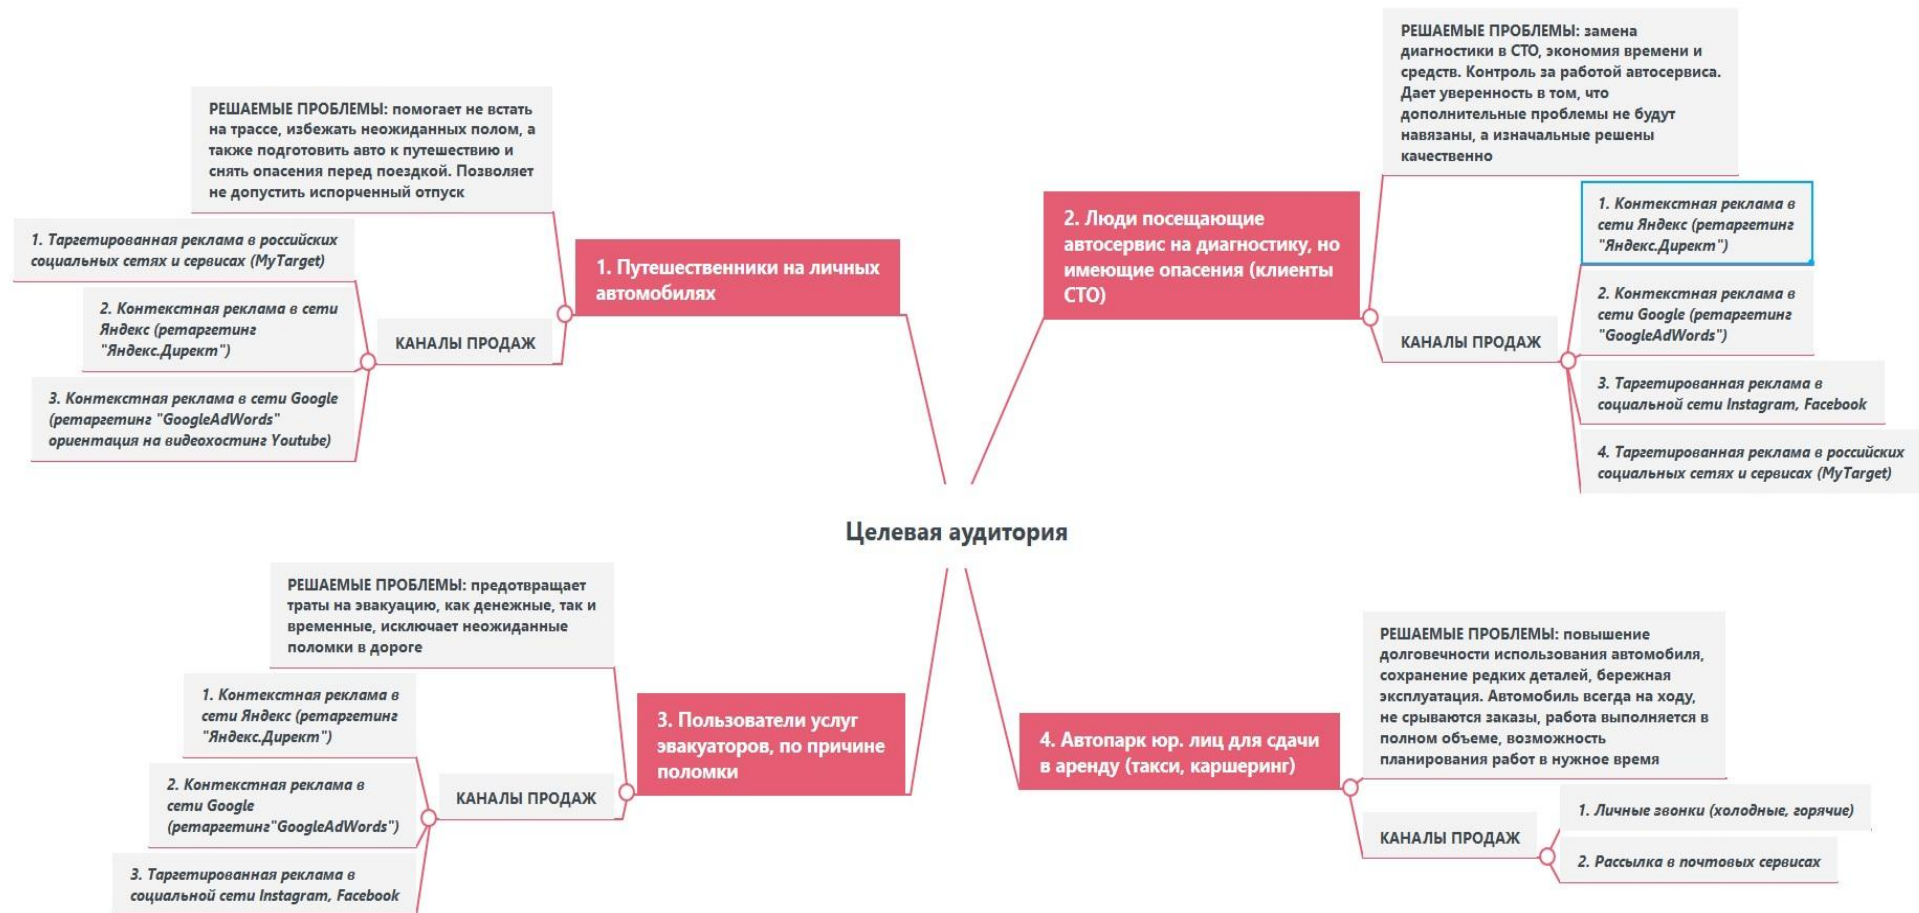 РЕШАЕМЫЕ ПРОБЛЕМЫ: помогает не встать
на трассе, избежать неожиданных полом, а
также подготовить авто к путешествию и
снять опасения перед поездкой. Позволяет
не допустить испорченный отпуск
1. Путешественники на личных
автомобилях
КАНАЛЫ ПРОДАЖ
1. Таргетированная реклама в российских
социальных сетях и сервисах (MyTarget)
2. Контекстная реклама в сети
Яндекс (ретаргетинг
"Яндекс.Директ")
3. Контекстная реклама в сети Google
(ретаргетинг "GoogleAdWords"
ориентация на видеохостинг Youtube)
РЕШАЕМЫЕ ПРОБЛЕМЫ: замена
диагностики в СТО, экономия времени и
средств. Контроль за работой автосервиса.
Дает уверенность в том, что
дополнительные проблемы не будут
навязаны, а изначальные решены
качественно
2. Люди посещающие
автосервис на диагностику, но
имеющие опасения (клиенты
СТО)
КАНАЛЫ ПРОДАЖ
1. Контекстная реклама в
сети Яндекс (ретаргетинг
"Яндекс.Директ")
2. Контекстная реклама в
сети Google (ретаргетинг
"GoogleAdWords")
3. Таргетированная реклама в
социальной сети Instagram, Facebook
4. Таргетированная реклама в российских
социальных сетях и сервисах (MyTarget)
Целевая аудитория
РЕШАЕМЫЕ ПРОБЛЕМЫ: предотвращает
траты на эвакуацию, как денежные, так и
временные, исключает неожиданные
поломки в дороге
3. Пользователи услуг
эвакуаторов, по причине
поломки
КАНАЛЫ ПРОДАЖ
1. Контекстная реклама в
сети Яндекс (ретаргетинг
"Яндекс.Директ")
2. Контекстная реклама в
сети Google
(ретаргетинг"GoogleAdWords")
3. Таргетированная реклама в
социальной сети Instagram, Facebook
РЕШАЕМЫЕ ПРОБЛЕМЫ: повышение
долговечности использования автомобиля,
сохранение редких деталей, бережная
эксплуатация. Автомобиль всегда на ходу,
не срываются заказы, работа выполняется в
полном объеме, возможность
планирования работ в нужное время
4. Автопарк юр. лиц для сдачи
в аренду (такси, каршеринг)
КАНАЛЫ ПРОДАЖ
1. Личные звонки (холодные, горячие)
2. Рассылка в почтовых сервисах